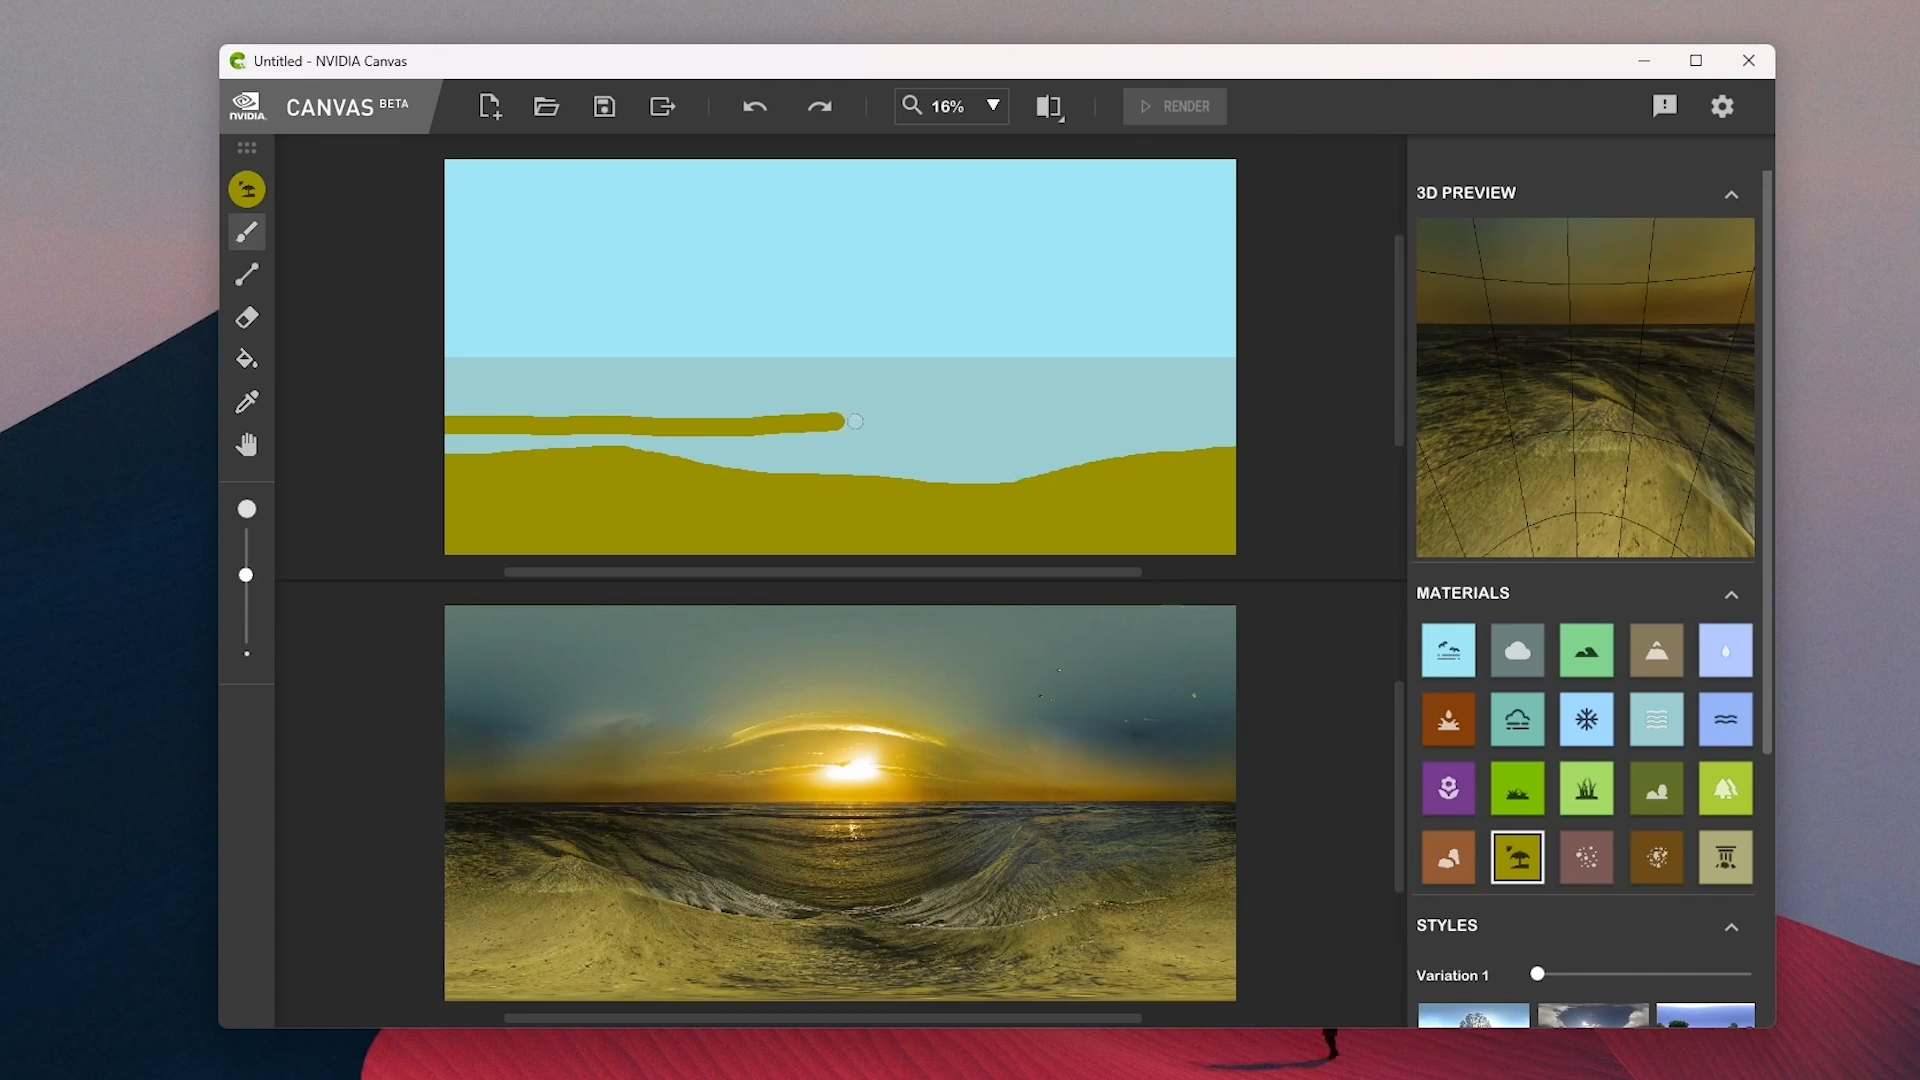 Untitled - NVIDIA Canvas
NVIDIA.
CANVAS BETA
16%
RENDER
3D PREVIEW
MATERIALS
STYLES
Variation 1